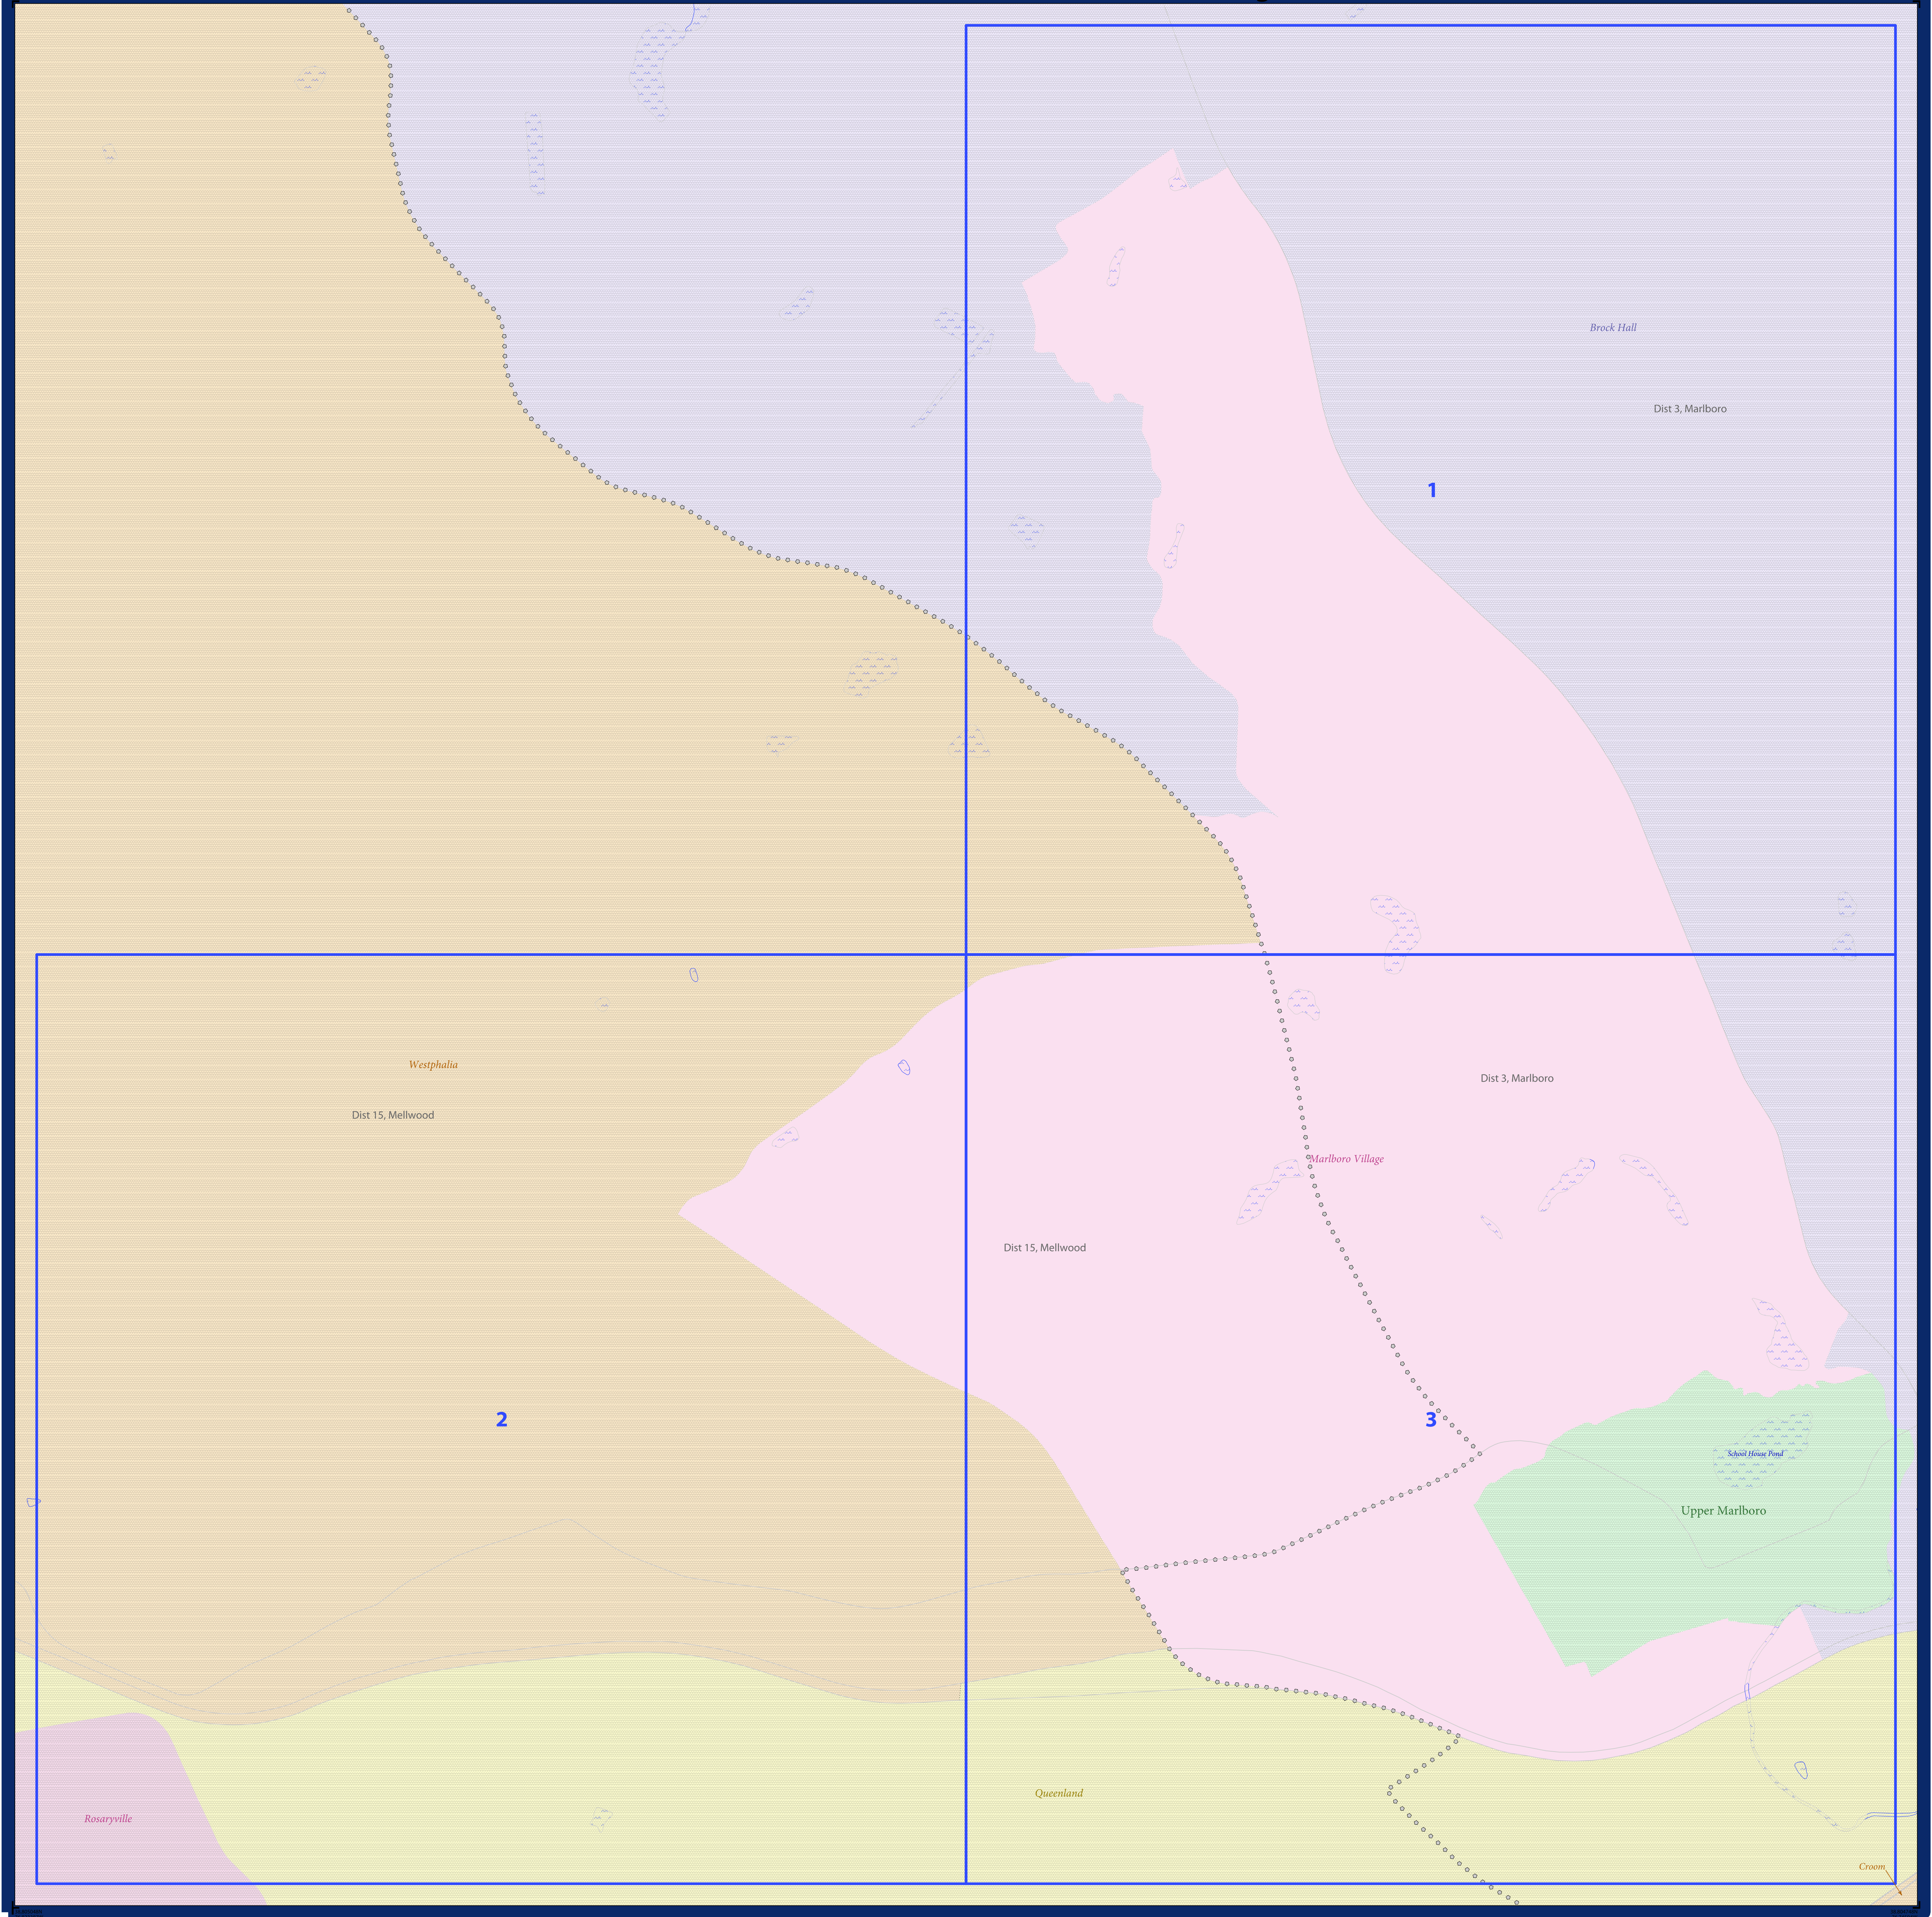 Brock Hall
Dist 3, Marlboro
1
Westphalia
Dist 3, Marlboro
Dist 15, Mellwood
Marlboro Village
Dist 15, Mellwood
2
3
School House Pond
Upper Marlboro
Queenland
Rosaryville
Croom